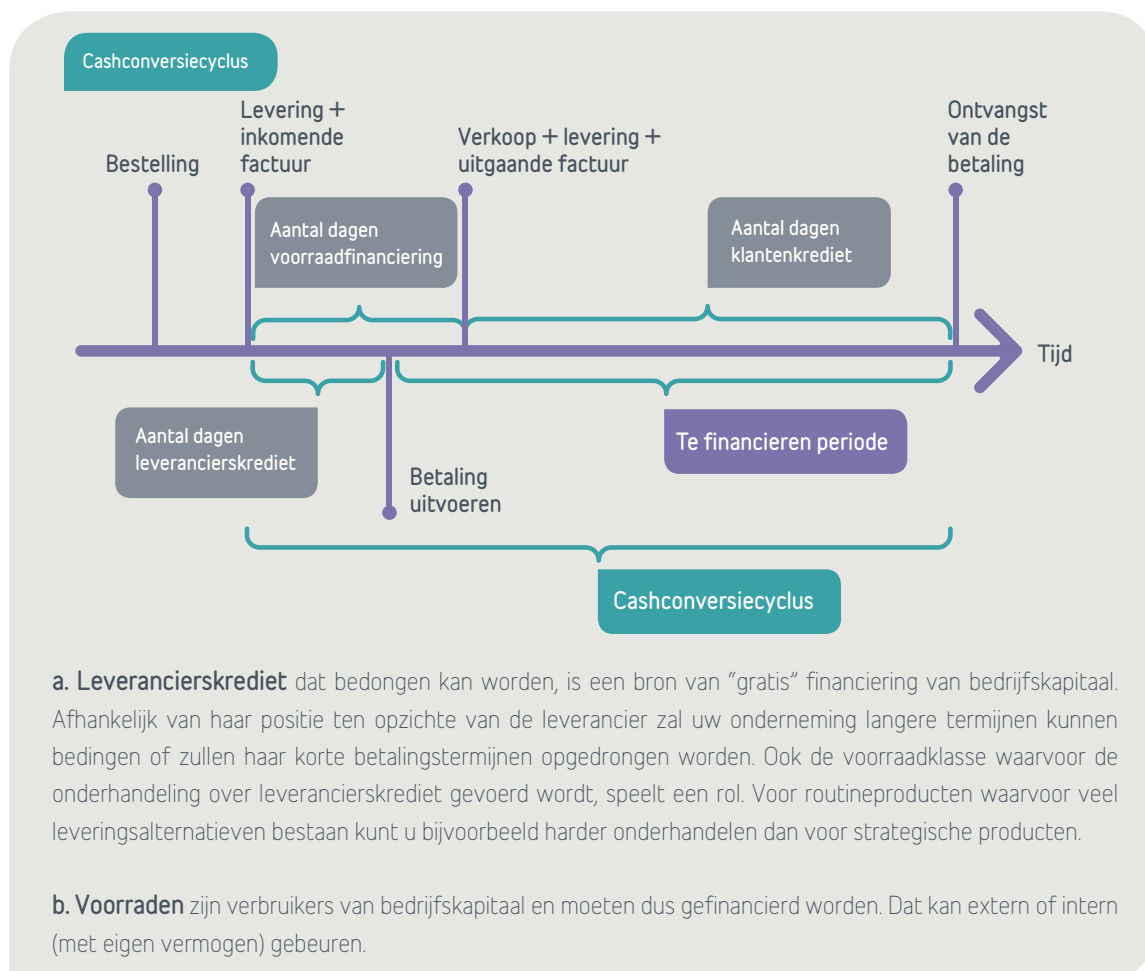 Cashconversiecyclus
Bestelling
Levering +
inkomende
factuur
Verkoop + levering +
uitgaande factuur
Ontvangst
van de
betaling
Aantal dagen
voorraadfinanciering
Aantal dagen
klantenkrediet
Tijd
Aantal dagen
leverancierskrediet
Te financieren periode
Betaling
uitvoeren
Cashconversiecyclus
a. Leverancierskrediet dat bedongen kan worden, is een bron van “gratis” financiering van bedrijfskapitaal.
Afhankelijk van haar positie ten opzichte van de leverancier zal uw onderneming langere termijnen kunnen
bedingen of zullen haar korte betalingstermijnen opgedrongen worden. Ook de voorraadklasse waarvoor de
onderhandeling over leverancierskrediet gevoerd wordt, speelt een rol. Voor routineproducten waarvoor veel
leveringsalternatieven bestaan kunt u bijvoorbeeld harder onderhandelen dan voor strategische producten.
b. Voorraden zijn verbruikers van bedrijfskapitaal en moeten dus gefinancierd worden. Dat kan extern of intern
(met eigen vermogen) gebeuren.